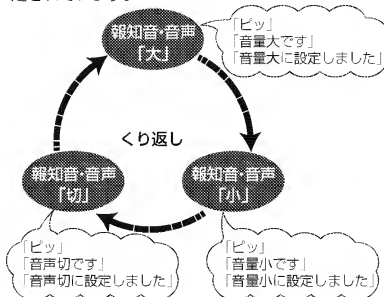 報知音・音声
「大」
「ピッ」
「音量大です」
「音量大に設定しました」
くり返し
報知音・音声
「切」
報知音・音声
「小」
「ピッ」
「音声切です」
「音声切に設定しました」
「ピッ」
「音量小です」
「音量小に設定しました」